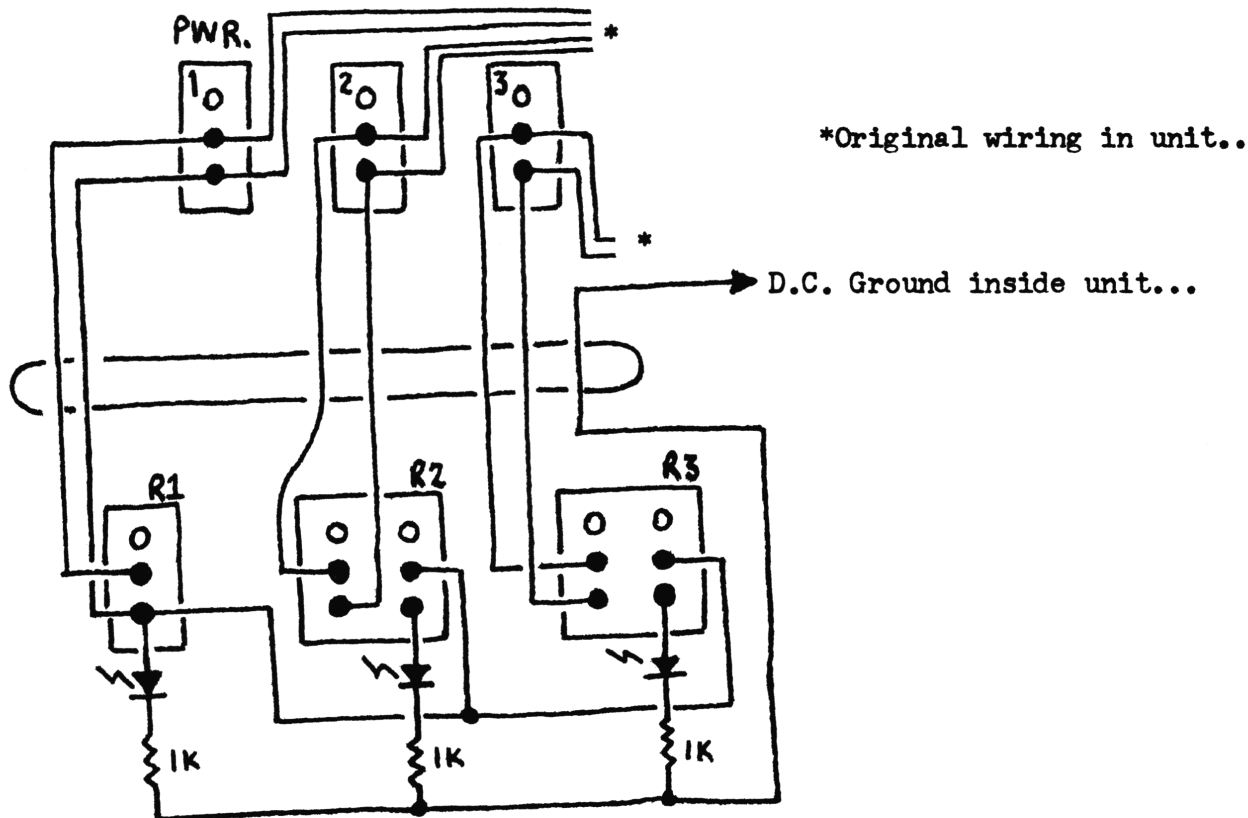 PWR.
*
1 2 3
*Original wiring in unit..
*
D.C. Ground inside unit...
R1 R2 R3
1K 1K 1K